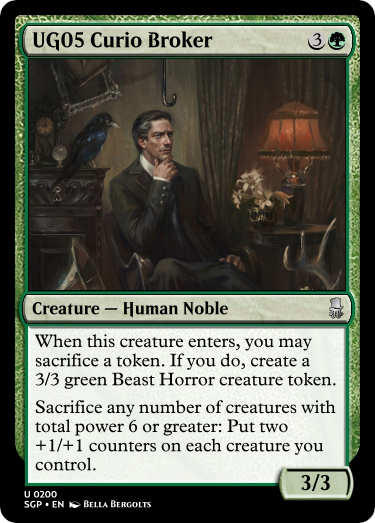 UG05 Curio Broker 3
Creature — Human Noble
When this creature enters, you may
sacrifice a token. If you do, create a
3/3 green Beast Horror creature token.
Sacrifice any number of creatures with
total power 6 or greater: Put two
+1/+1 counters on each creature you
control.
3/3
U 0200
SGP • EN Bella Bergolts